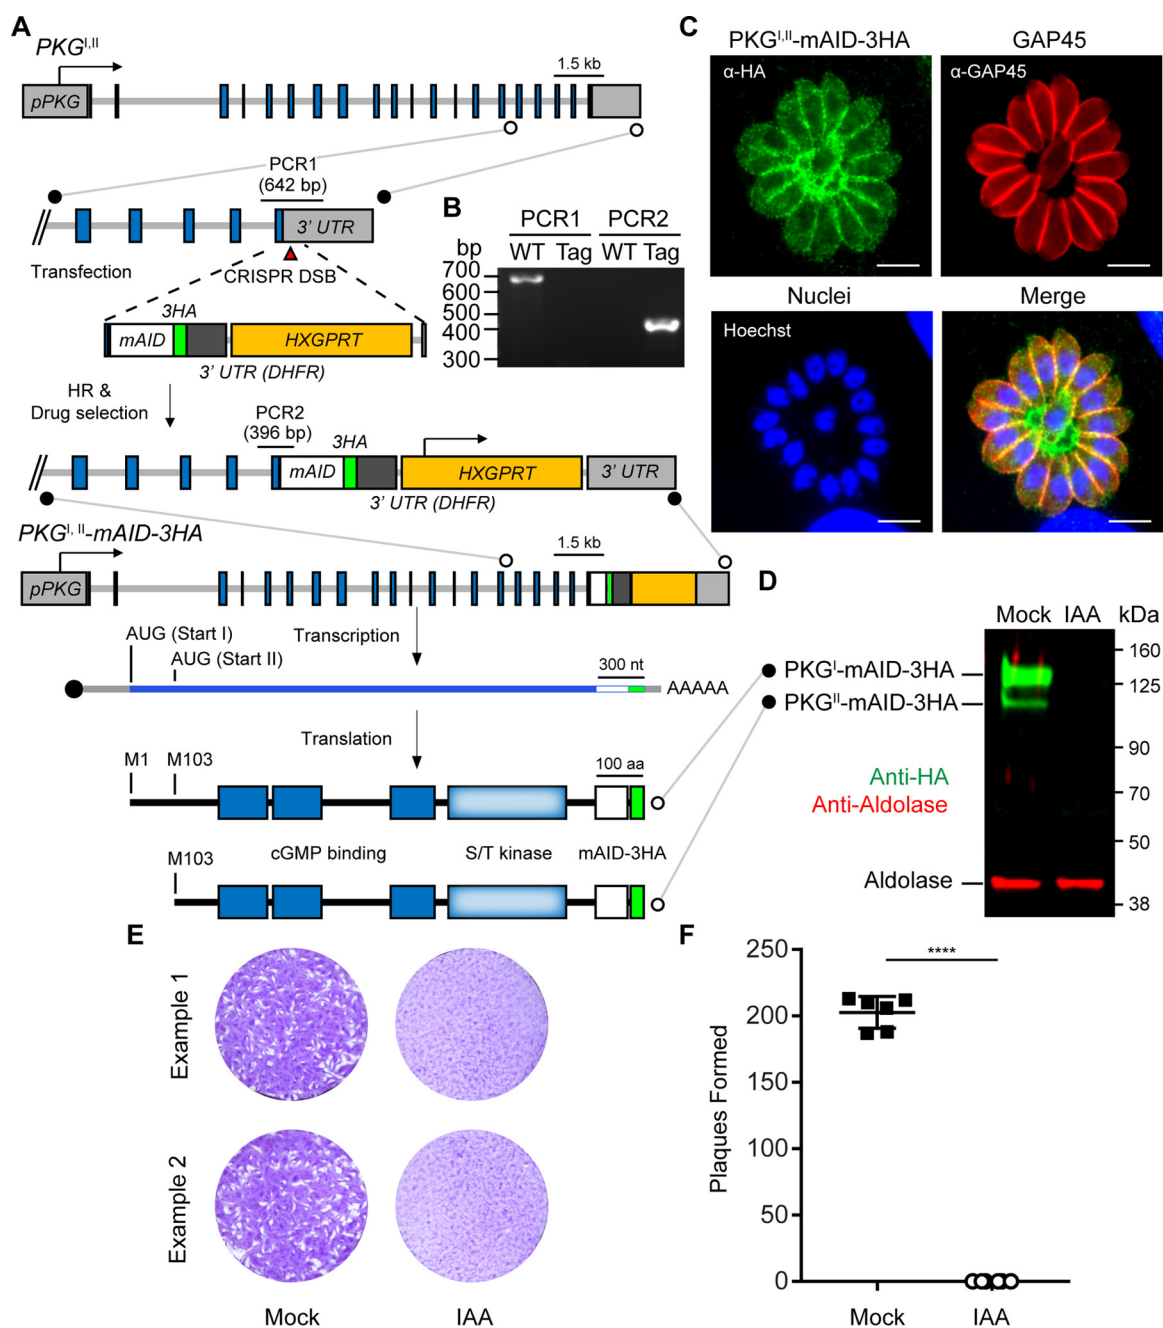 A
PKG^I,II
1.5 kb
pPKG
PCR1
(642 bp)
3' UTR
Transfection
CRISPR DSB
3HA
mAID
HXGPRT
3' UTR (DHFR)
HR &
Drug selection
PCR2
(396 bp)
3HA
mAID
HXGPRT
3' UTR
3' UTR (DHFR)
PKG^I, II-mAID-3HA
1.5 kb
pPKG
Transcription
AUG (Start I)
AUG (Start II)
300 nt
AAAAA
Translation
M1
M103
100 aa
cGMP binding
S/T kinase
mAID-3HA
M103
B
PCR1 PCR2
bp WT Tag WT Tag
700
600
500
400
300
C
PKG^I,II-mAID-3HA
GAP45
α-HA
α-GAP45
Nuclei
Merge
Hoechst
D
Mock IAA kDa
160
PKG^I-mAID-3HA
125
PKG^II-mAID-3HA
90
Anti-HA
70
Anti-Aldolase
50
Aldolase
38
E
Example 1
Example 2
Mock IAA
F
****
Plaques Formed
250
200
150
100
50
0
Mock IAA